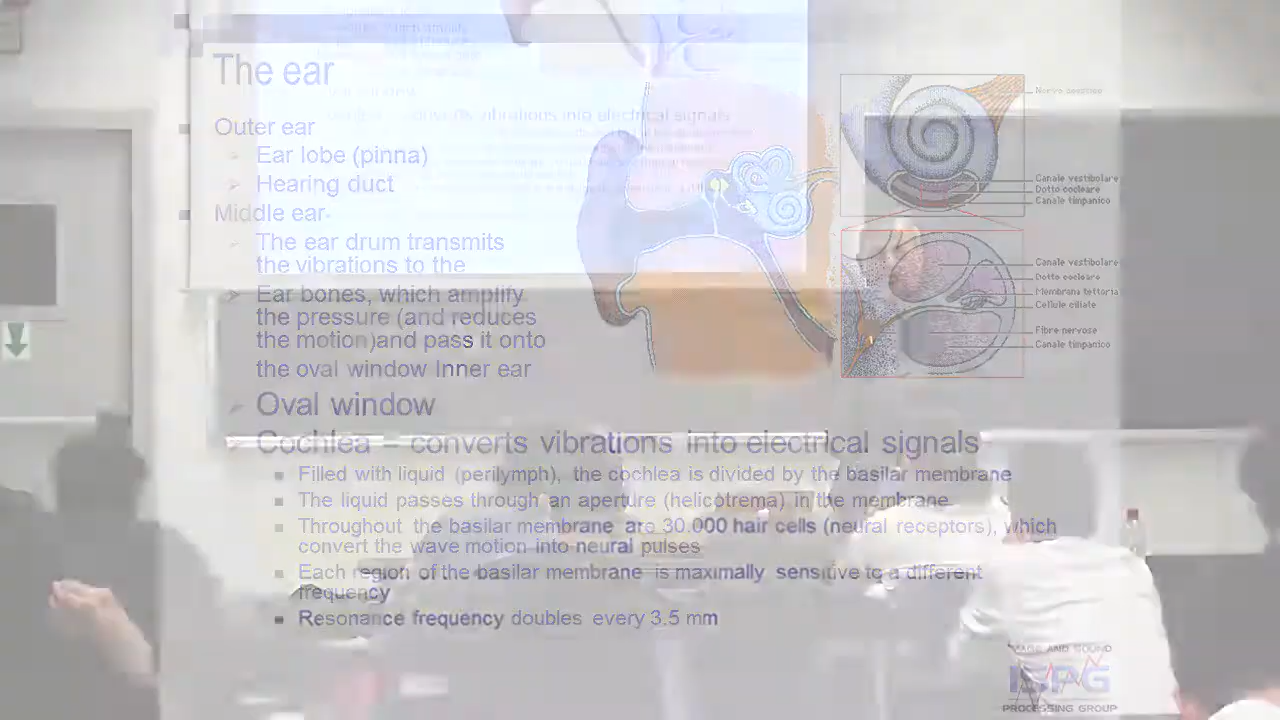 The ear
Outer ear
Ear lobe (pinna)
Hearing duct
Middle ear
The ear drum transmits
the vibrations to the
Ear bones, which amplify
the pressure (and reduces
the motion)and pass it onto
the oval window Inner ear
Oval window
Cochlea – converts vibrations into electrical signals
Filled with liquid (perilymph), the cochlea is divided by the basilar membrane
The liquid passes through an aperture (helicotrema) in the membrane
Throughout the basilar membrane are 30.000 hair cells (neural receptors), which
convert the wave motion into neural pulses
Each region of the basilar membrane is maximally sensitive to a different
frequency
Resonance frequency doubles every 3.5 mm
Canale vestibolare
Dotto cocleare
Canale timpanico
Canale vestibolare
Dotto cocleare
Membrana tettoria
Cellule ciliate
Fibre nervose
Canale timpanico
converts vibrations into electrical signals
IMAGE AND SOUND
ISPG
PROCESSING GROUP